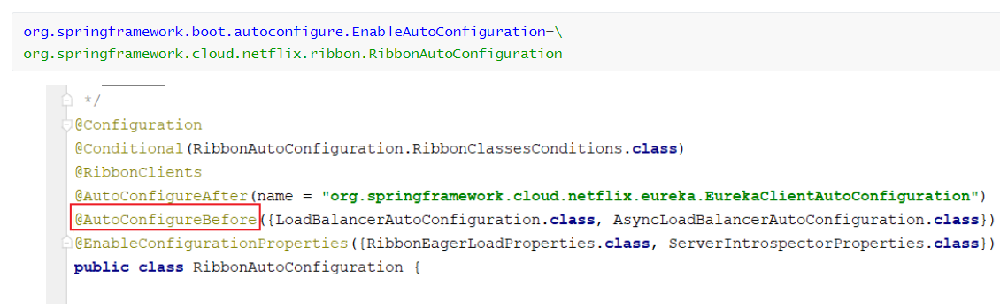 org.springframework.boot.autoconfigure.EnableAutoConfiguration=\
org.springframework.cloud.netflix.ribbon.RibbonAutoConfiguration
*/
@Configuration
@Conditional(RibbonAutoConfiguration.RibbonClassesConditions.class)
@RibbonClients
@AutoConfigureAfter(name = "org.springframework.cloud.netflix.eureka.EurekaClientAutoConfiguration")
@AutoConfigureBefore({LoadBalancerAutoConfiguration.class, AsyncLoadBalancerAutoConfiguration.class})
@EnableConfigurationProperties({RibbonEagerLoadProperties.class, ServerIntrospectorProperties.class})
public class RibbonAutoConfiguration {